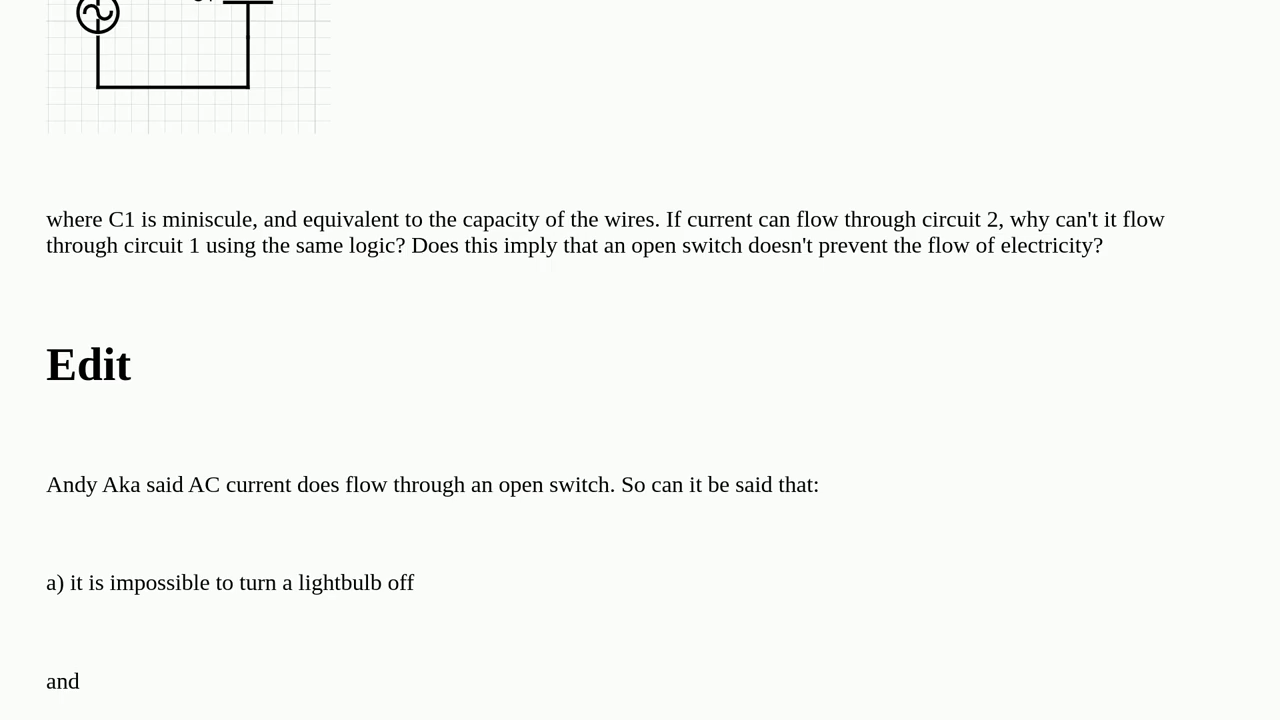 where C1 is miniscule, and equivalent to the capacity of the wires. If current can flow through circuit 2, why can't it flow
through circuit 1 using the same logic? Does this imply that an open switch doesn't prevent the flow of electricity?
Edit
Andy Aka said AC current does flow through an open switch. So can it be said that:
a) it is impossible to turn a lightbulb off
and